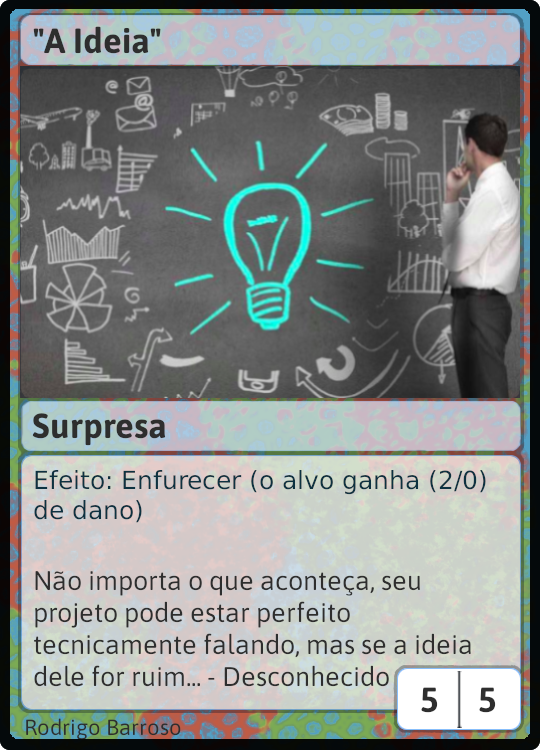 "A Ideia"
Surpresa
Efeito: Enfurecer (o alvo ganha (2/0)
de dano)
Não importa o que aconteça, seu
projeto pode estar perfeito
tecnicamente falando, mas se a ideia
dele for ruim... - Desconhecido
5 5
Rodrigo Barroso